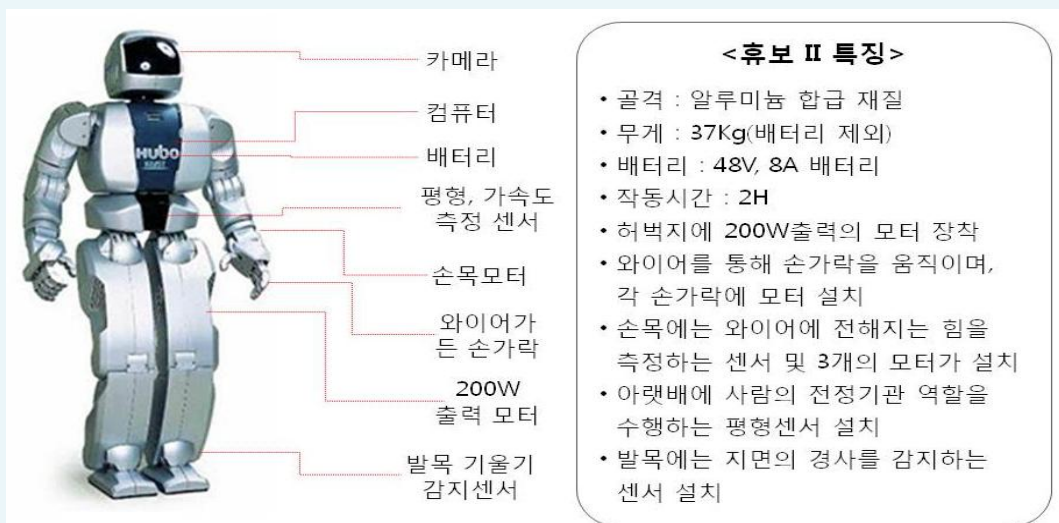 카메라
컴퓨터
배터리
평형, 가속도
측정 센서
손목모터
와이어가
든 손가락
200W
출력 모터
발목 기울기
감지센서
Hubo
KAIST
<휴보 II 특징>
• 골격 : 알루미늄 합급 재질
• 무게 : 37Kg(배터리 제외)
• 배터리 : 48V, 8A 배터리
• 작동시간 : 2H
• 허벅지에 200W출력의 모터 장착
• 와이어를 통해 손가락을 움직이며,
각 손가락에 모터 설치
• 손목에는 와이어에 전해지는 힘을
측정하는 센서 및 3개의 모터가 설치
• 아랫배에 사람의 전정기관 역할을
수행하는 평형센서 설치
• 발목에는 지면의 경사를 감지하는
센서 설치